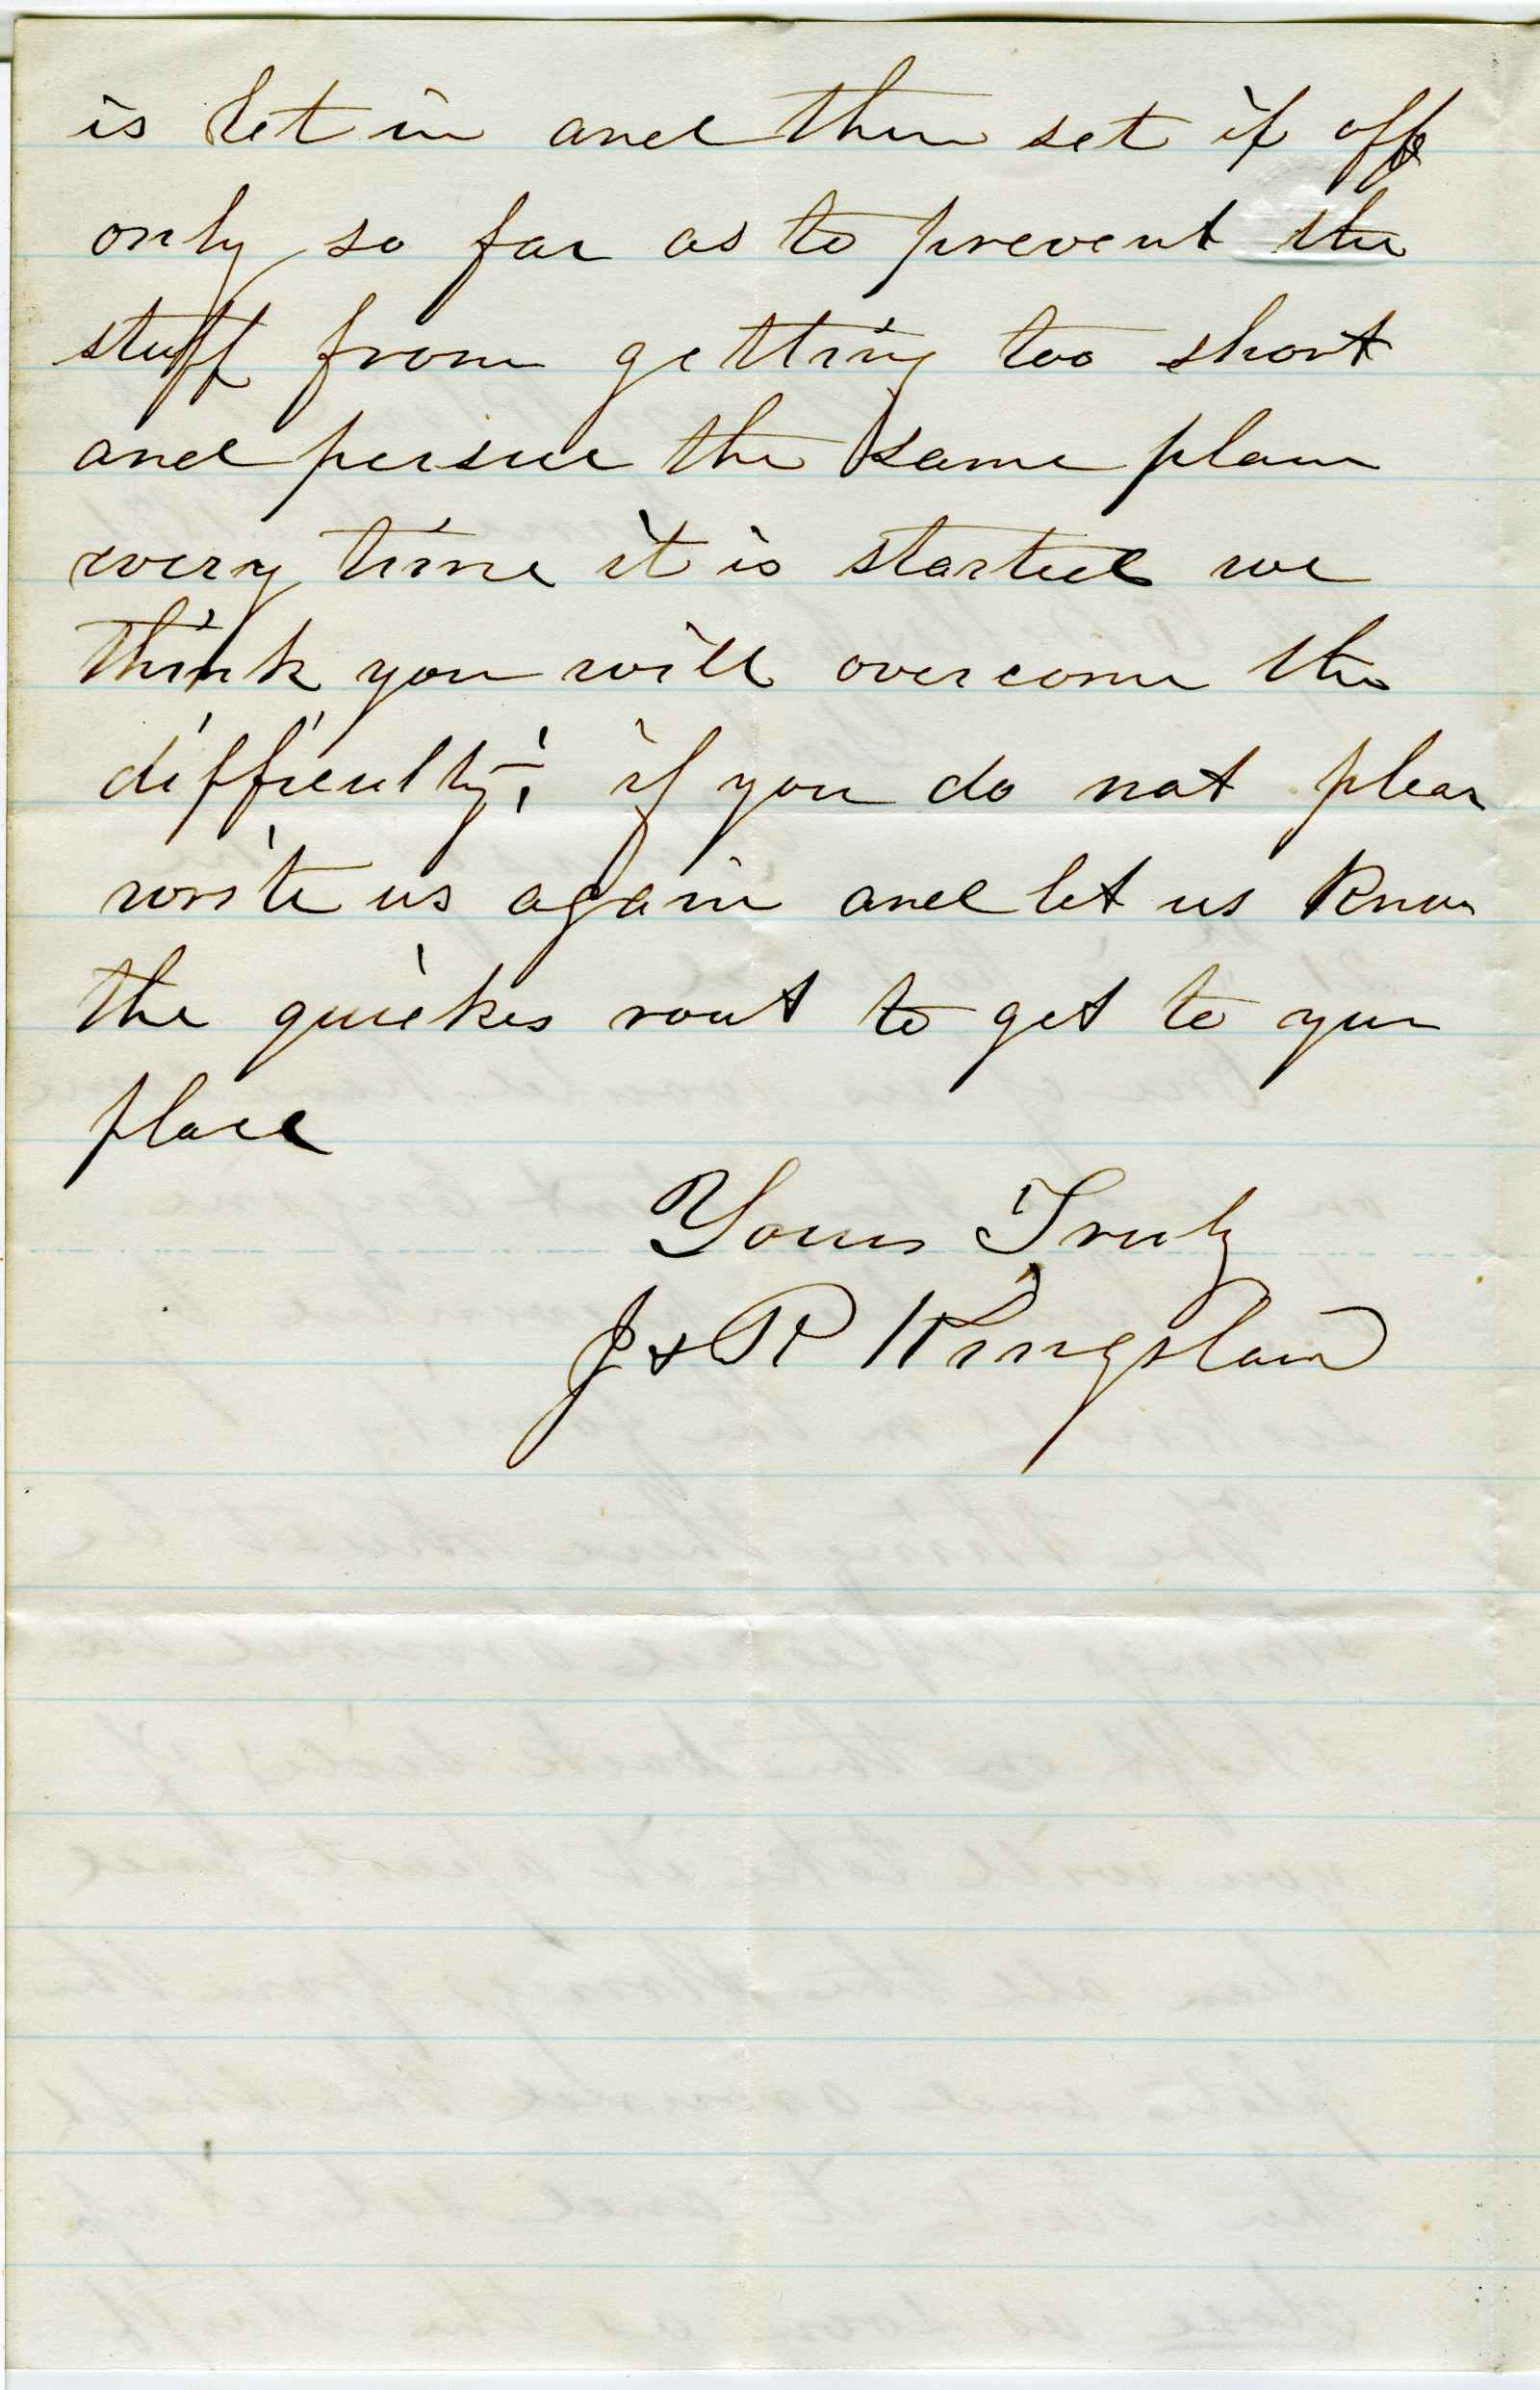 is let in and then set it off
only so far as to prevent the
stuff from getting too short
and persue the same plan
every time it is started we
think you will overcome the
difficulty; if you do not pleas
write us again and let us know
the quickes rout to get to your
place
Yours Truly
J & R Kingsland